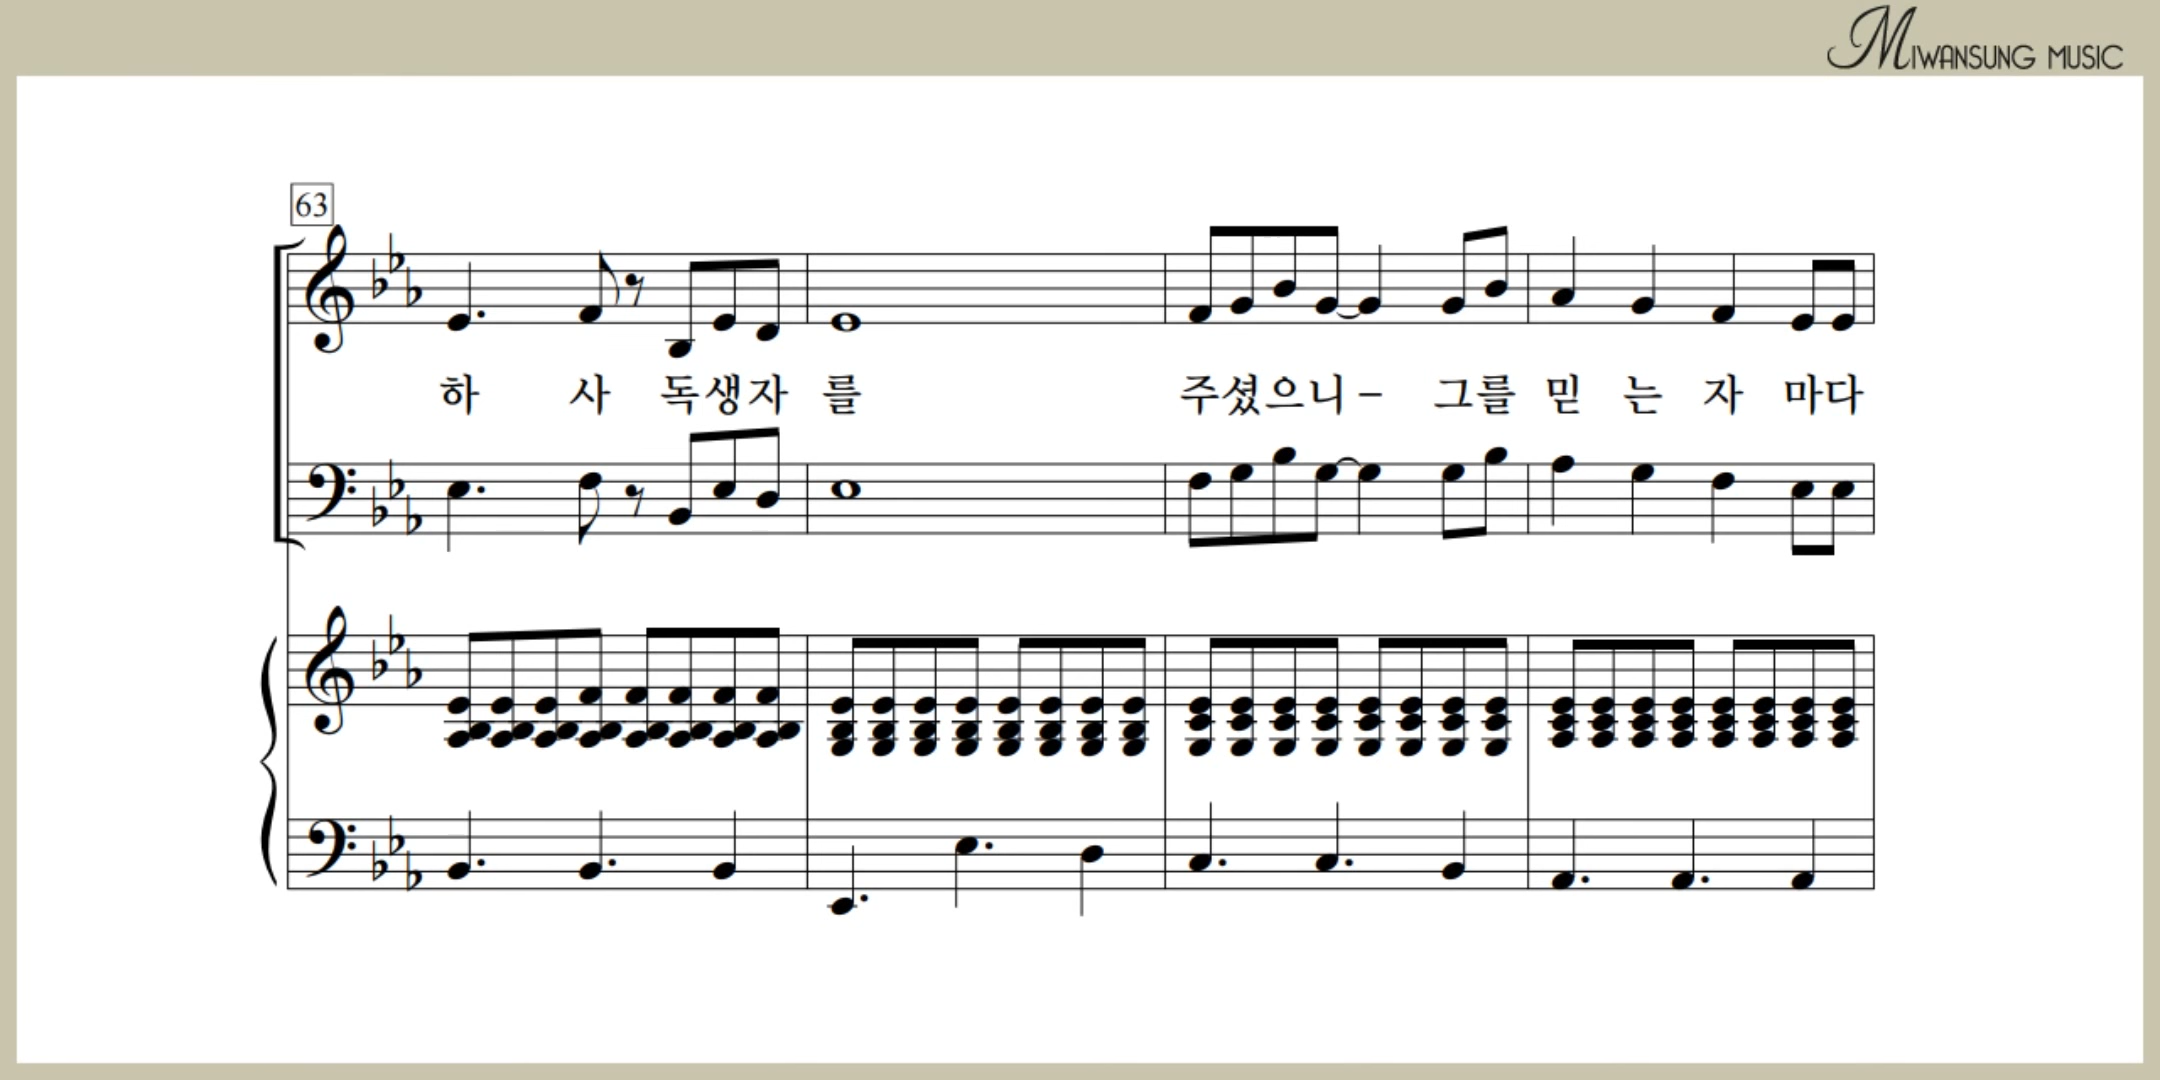 MIWANSUNG MUSIC
63
하 사 독생자 를 주셨으니 - 그를 믿 는 자 마다